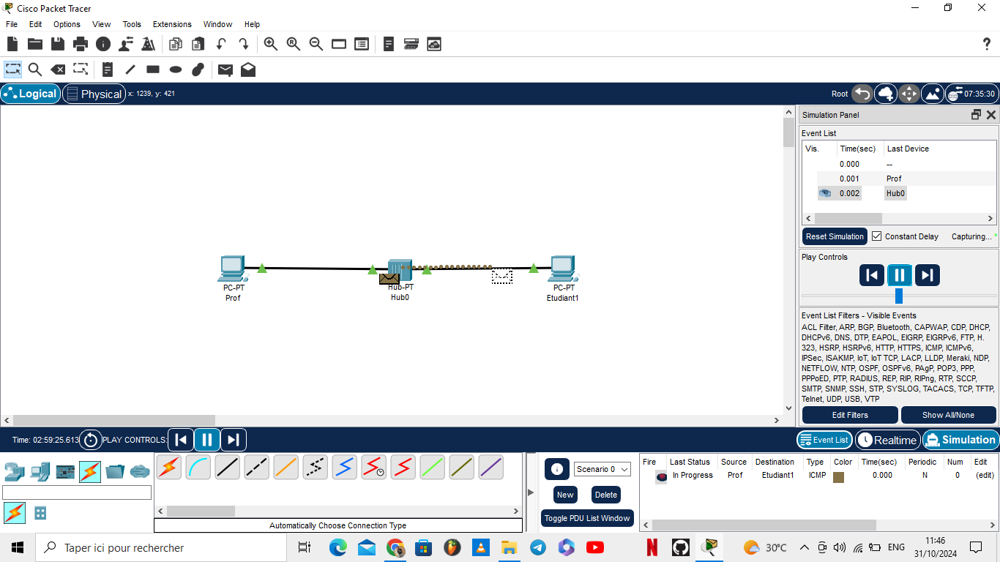 Cisco Packet Tracer
File Edit Options View Tools Extensions Window Help
Logical Physical x: 1239, y: 421 Root 07:35:30
Simulation Panel
Event List
Vis. Time(sec) Last Device
0.000 --
0.001 Prof
0.002 Hub0
Reset Simulation Constant Delay Capturing... *
Play Controls
PC-PT
Prof
Hub-PT
Hub0
PC-PT
Etudiant1
Event List Filters - Visible Events
ACL Filter, ARP, BGP, Bluetooth, CAPWAP, CDP, DHCP,
DHCPv6, DNS, DTP, EAPOL, EIGRP, EIGRPv6, FTP, H.
323, HSRP, HSRPv6, HTTP, HTTPS, ICMP, ICMPv6,
IPSec, ISAKMP, IoT, IoT TCP, LACP, LLDP, Meraki, NDP,
NETFLOW, NTP, OSPF, OSPFv6, PAgP, POP3, PPP,
PPPoED, PTP, RADIUS, REP, RIP, RIPng, RTP, SCCP,
SMTP, SNMP, SSH, STP, SYSLOG, TACACS, TCP, TFTP,
Telnet, UDP, USB, VTP
Edit Filters Show All/None
Time: 02:59:25.613 PLAY CONTROLS: Event List Realtime Simulation
Scenario 0
New Delete
Toggle PDU List Window
Fire Last Status Source Destination Type Color Time(sec) Periodic Num Edit
In Progress Prof Etudiant1 ICMP 0.000 N 0 (edit)
Automatically Choose Connection Type
Taper ici pour rechercher 30°C ENG 11:46
31/10/2024